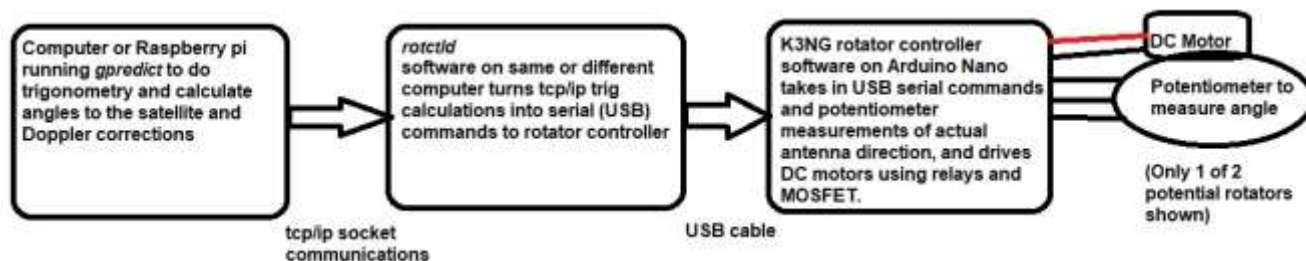 Computer or Raspberry pi
running gpredict to do
trigonometry and calculate
angles to the satellite and
Doppler corrections
tcp/ip socket
communications
rotctld
software on same or different
computer turns tcp/ip trig
calculations into serial (USB)
commands to rotator controller
USB cable
K3NG rotator controller
software on Arduino Nano
takes in USB serial commands
and potentiometer
measurements of actual
antenna direction, and drives
DC motors using relays and
MOSFET.
DC Motor
Potentiometer to
measure angle
(Only 1 of 2
potential rotators
shown)